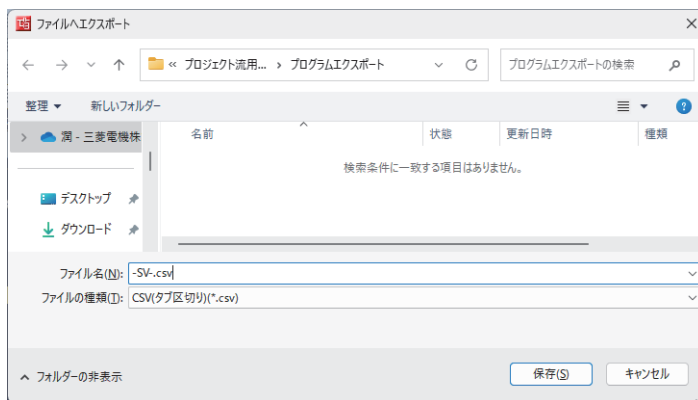 ファイルへエクスポート
« プロジェクト流用... › プログラムエクスポート
プログラムエクスポートの検索
整理 新しいフォルダー
名前 状態 更新日時 種類
潤 - 三菱電機株
検索条件に一致する項目はありません。
デスクトップ
ダウンロード
ファイル名(N): -SV-.csv
ファイルの種類(T): CSV(タブ区切り)(*.csv)
フォルダーの非表示
保存(S) キャンセル